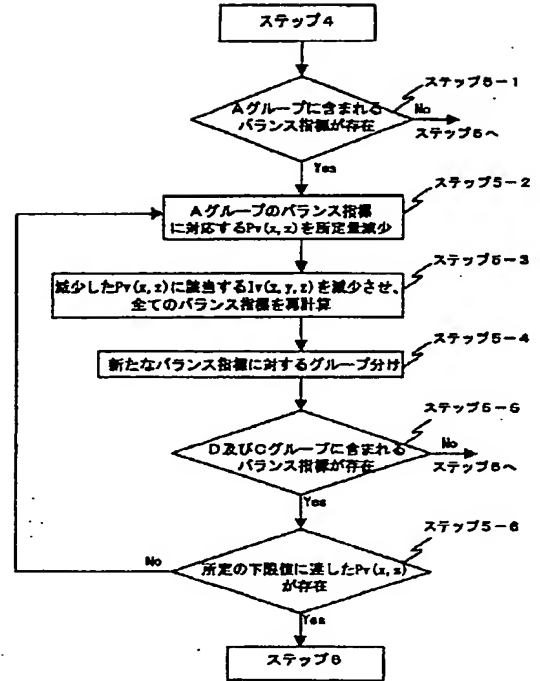 ステップ4
ステップ5-1
Aグループに含まれる
バランス指標が存在
No
ステップ6へ
Yes
ステップ5-2
Aグループのバランス指標
に対応するPv(x,z)を所定量減少
ステップ5-3
減少したPv(x,z)に該当するIv(x,y,z)を減少させ、
全てのバランス指標を再計算
ステップ5-4
新たなバランス指標に対するグループ分け
ステップ5-5
D及びCグループに含まれる
バランス指標が存在
No
ステップ6へ
Yes
ステップ5-6
No
所定の下限値に達したPv(x,z)
が存在
Yes
ステップ6